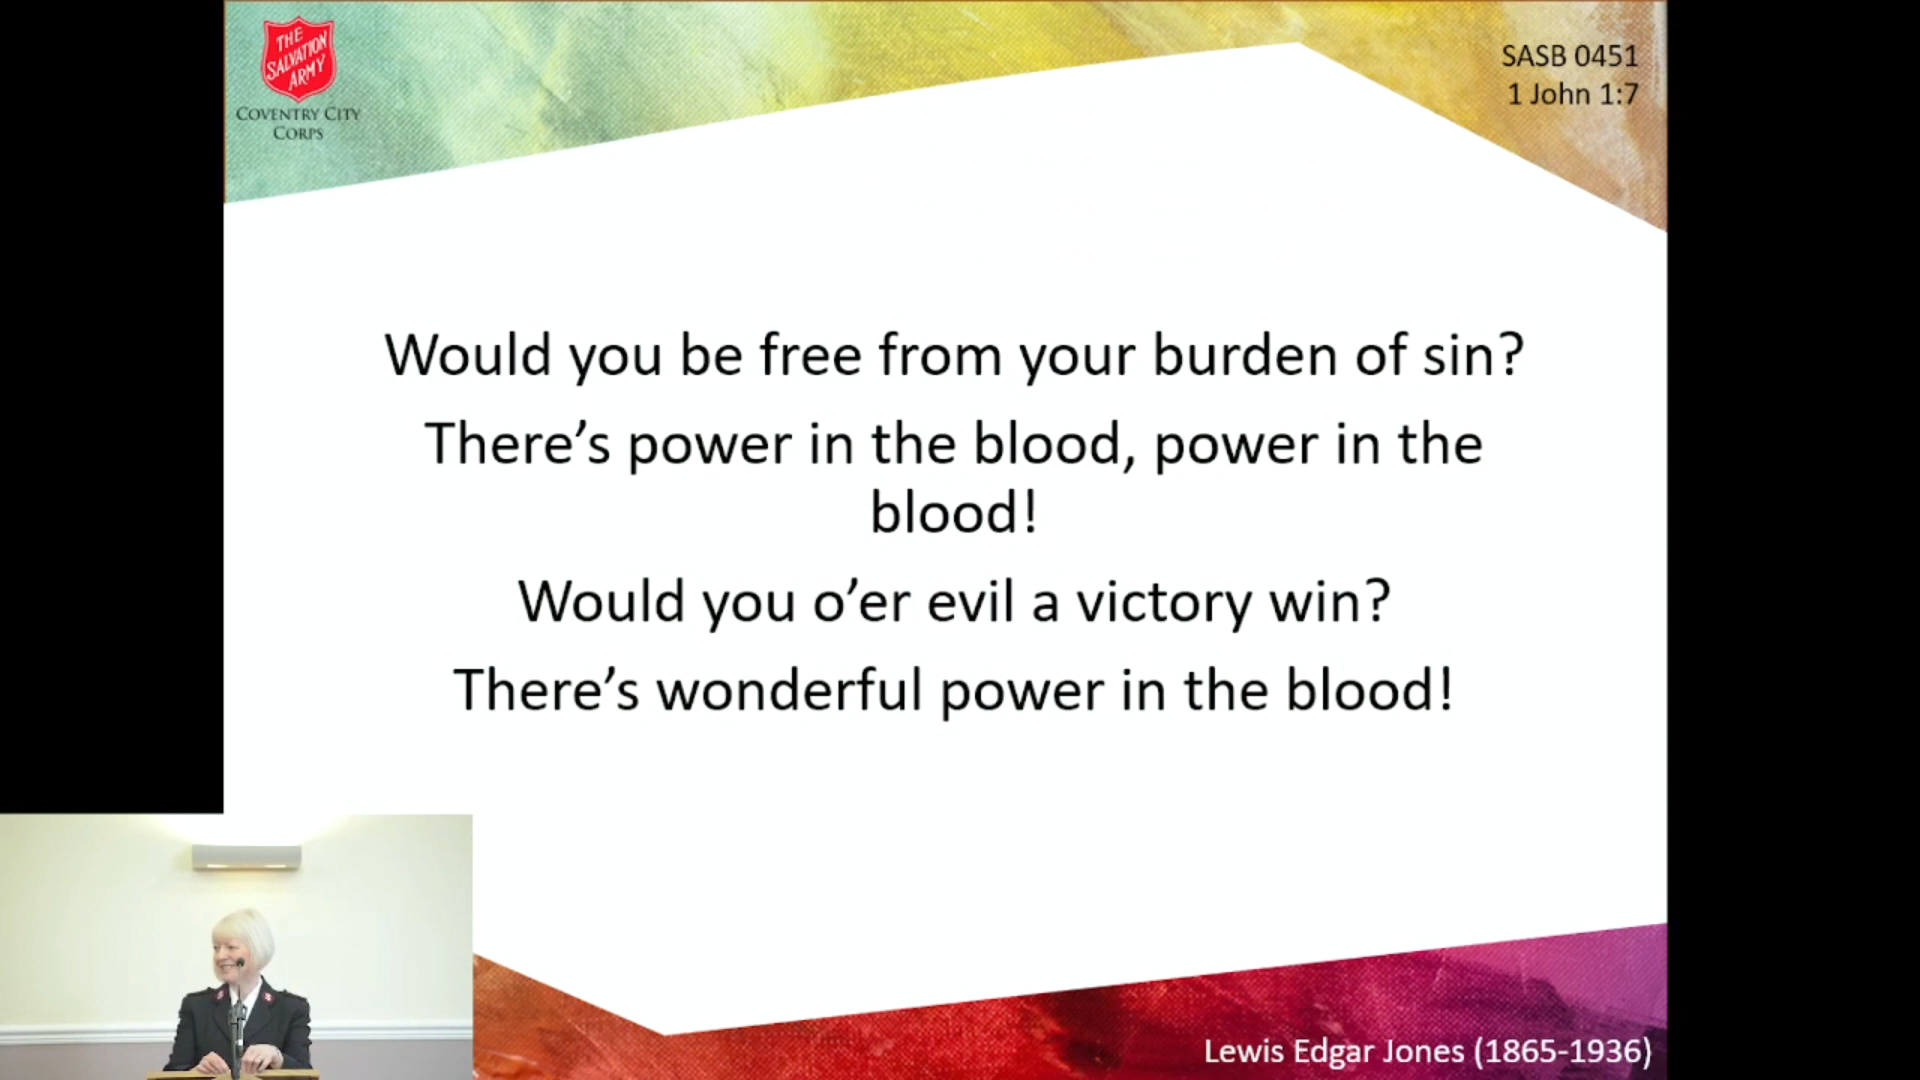 THE
SALVATION
ARMY
COVENTRY CITY
CORPS
SASB 0451
1 John 1:7
Would you be free from your burden of sin?
There’s power in the blood, power in the
blood!
Would you o’er evil a victory win?
There’s wonderful power in the blood!
Lewis Edgar Jones (1865-1936)